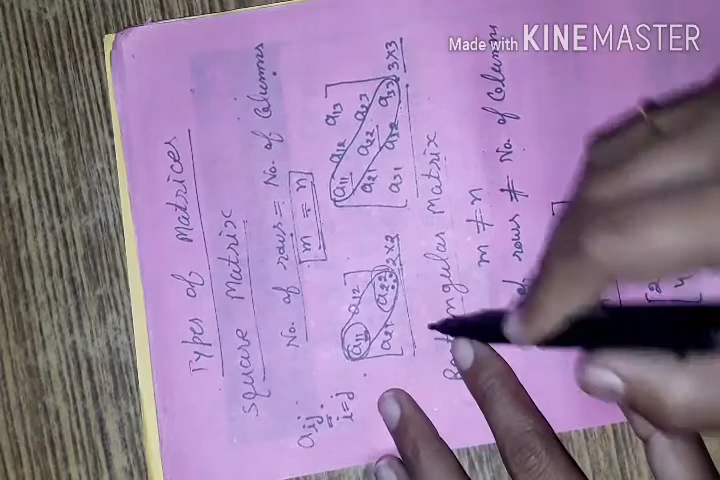 Made with KINEMASTER
Types of Matrices
Square Matrix
No. of rows = No. of Columns
[m = n]
aij
i=j
[a11 a12
a21 a22] 2×2
[a11 a12 a13
a21 a22 a23
a31 a32 a33] 3×3
Matrix
m ≠ n
of rows ≠ No. of Columns
[2
4